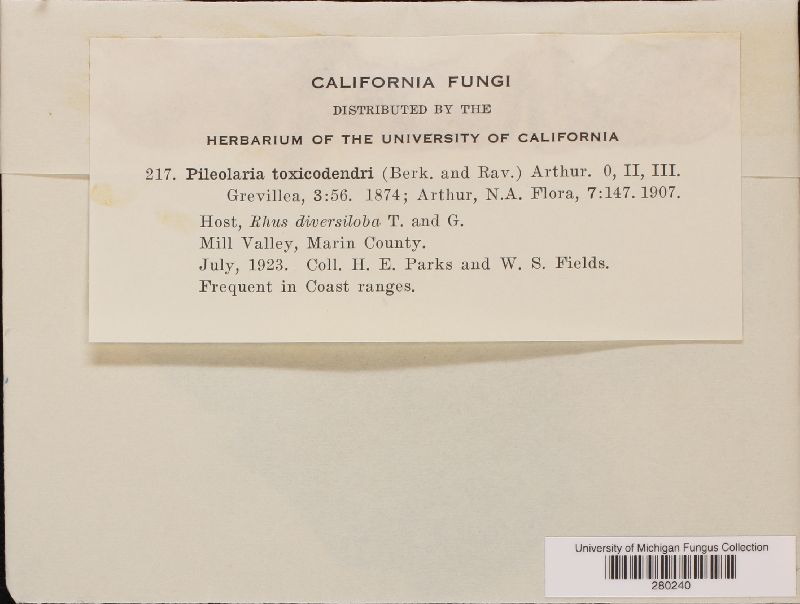 CALIFORNIA FUNGI
DISTRIBUTED BY THE
HERBARIUM OF THE UNIVERSITY OF CALIFORNIA
217. Pileolaria toxicodendri (Berk. and Rav.) Arthur. 0, II, III.
Grevillea, 3:56. 1874; Arthur, N.A. Flora, 7:147. 1907.
Host, Rhus diversiloba T. and G.
Mill Valley, Marin County.
July, 1923. Coll. H. E. Parks and W. S. Fields.
Frequent in Coast ranges.
University of Michigan Fungus Collection
280240